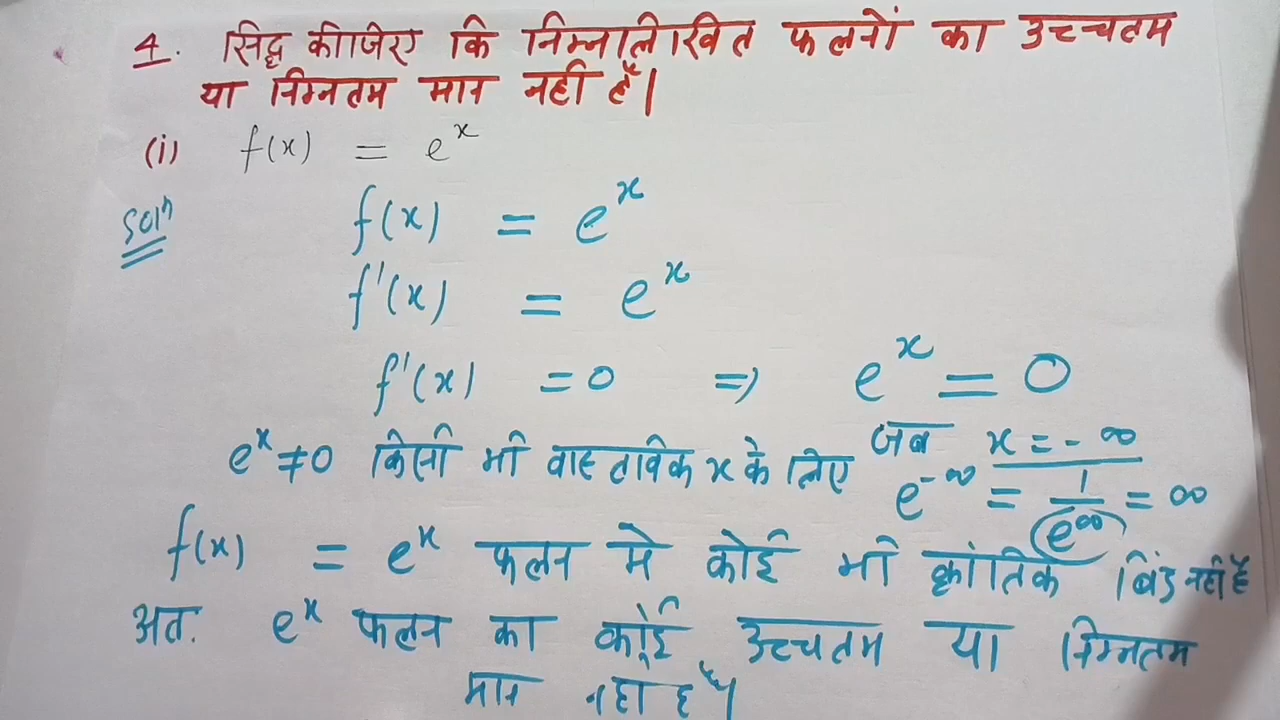 4. सिद्ध कीजिए कि निम्नलिखित फलनों का उच्चतम
या निम्नतम मान नहीं है।
(i) f(x) = e^x
Soln
f(x) = e^x
f'(x) = e^x
f'(x) = 0 ⇒ e^x = 0
e^x ≠ 0 किसी भी वास्तविक x के लिए जब x = - ∞
e^-∞ = 1/e^∞ = ∞
f(x) = e^x फलन मे कोई भी क्रांतिक बिंदु नहीं है
अत. e^x फलन का कोई उच्चतम या निम्नतम
मान नहीं है।